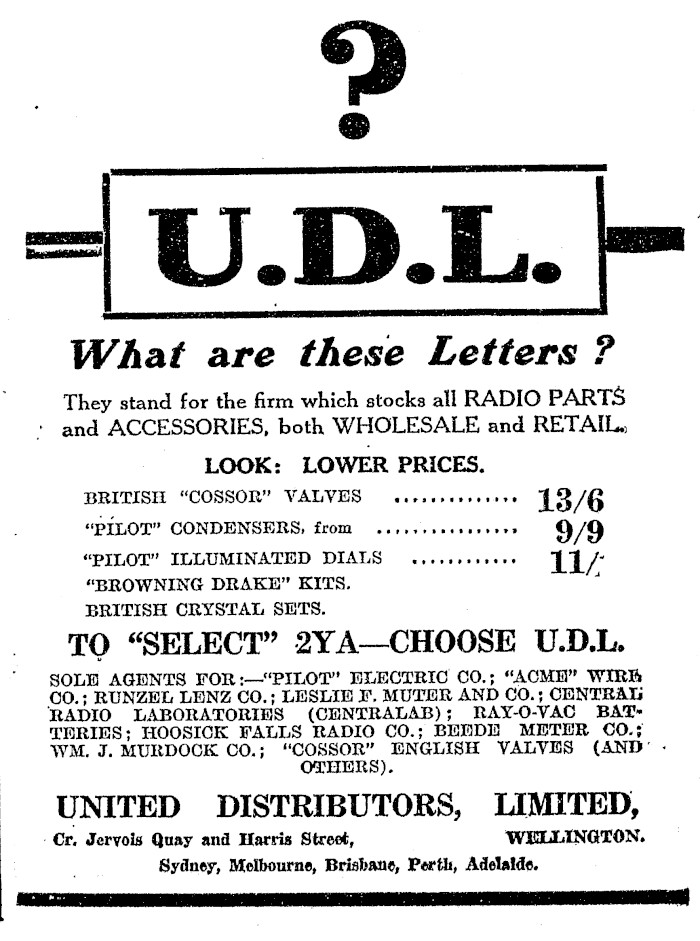 ?
U.D.L.
What are these Letters ?
They stand for the firm which stocks all RADIO PARTS
and ACCESSORIES, both WHOLESALE and RETAIL.
LOOK: LOWER PRICES.
BRITISH “COSSOR” VALVES .............. 13/6
“PILOT” CONDENSERS, from ................ 9/9
“PILOT” ILLUMINATED DIALS ............ 11/-
“BROWNING DRAKE” KITS.
BRITISH CRYSTAL SETS.
TO “SELECT” 2YA—CHOOSE U.D.L.
SOLE AGENTS FOR:—“PILOT” ELECTRIC CO.; “ACME” WIRE
CO.; RUNZEL LENZ CO.; LESLIE F. MUTER AND CO.; CENTRAL
RADIO LABORATORIES (CENTRALAB); RAY-O-VAC BAT-
TERIES; HOOSICK FALLS RADIO CO.; BEEDE METER CO.;
WM. J. MURDOCK CO.; “COSSOR” ENGLISH VALVES (AND
OTHERS).
UNITED DISTRIBUTORS, LIMITED,
Cr. Jervois Quay and Harris Street, WELLINGTON.
Sydney, Melbourne, Brisbane, Perth, Adelaide.